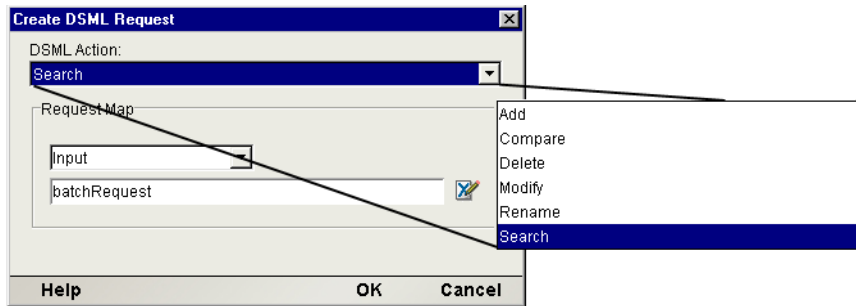 Create DSML Request
DSML Action:
Search
Request Map
Input
batchRequest
Help OK Cancel
Add
Compare
Delete
Modify
Rename
Search